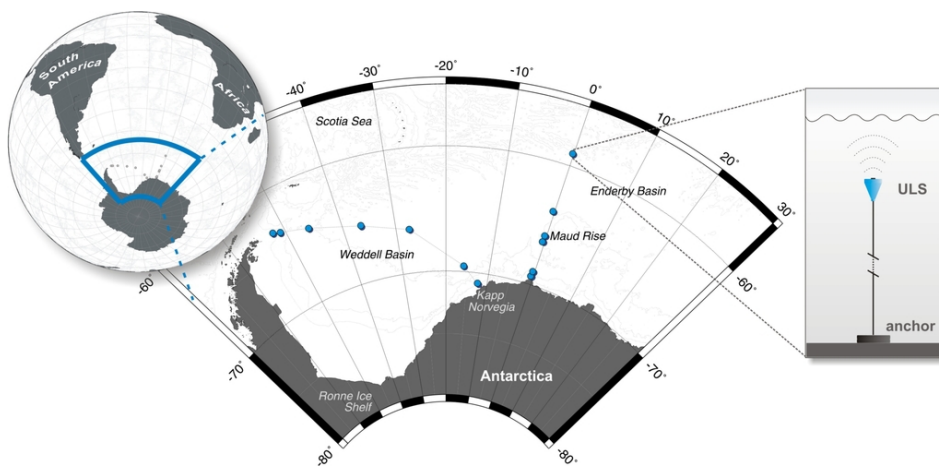 South
America
Africa
-40°
-30°
-20°
-10°
0°
10°
20°
30°
Scotia Sea
Enderby Basin
Maud Rise
Weddell Basin
Kapp
Norvegia
-60°
-60°
-70°
-70°
Antarctica
Ronne Ice
Shelf
-80°
-80°
ULS
anchor